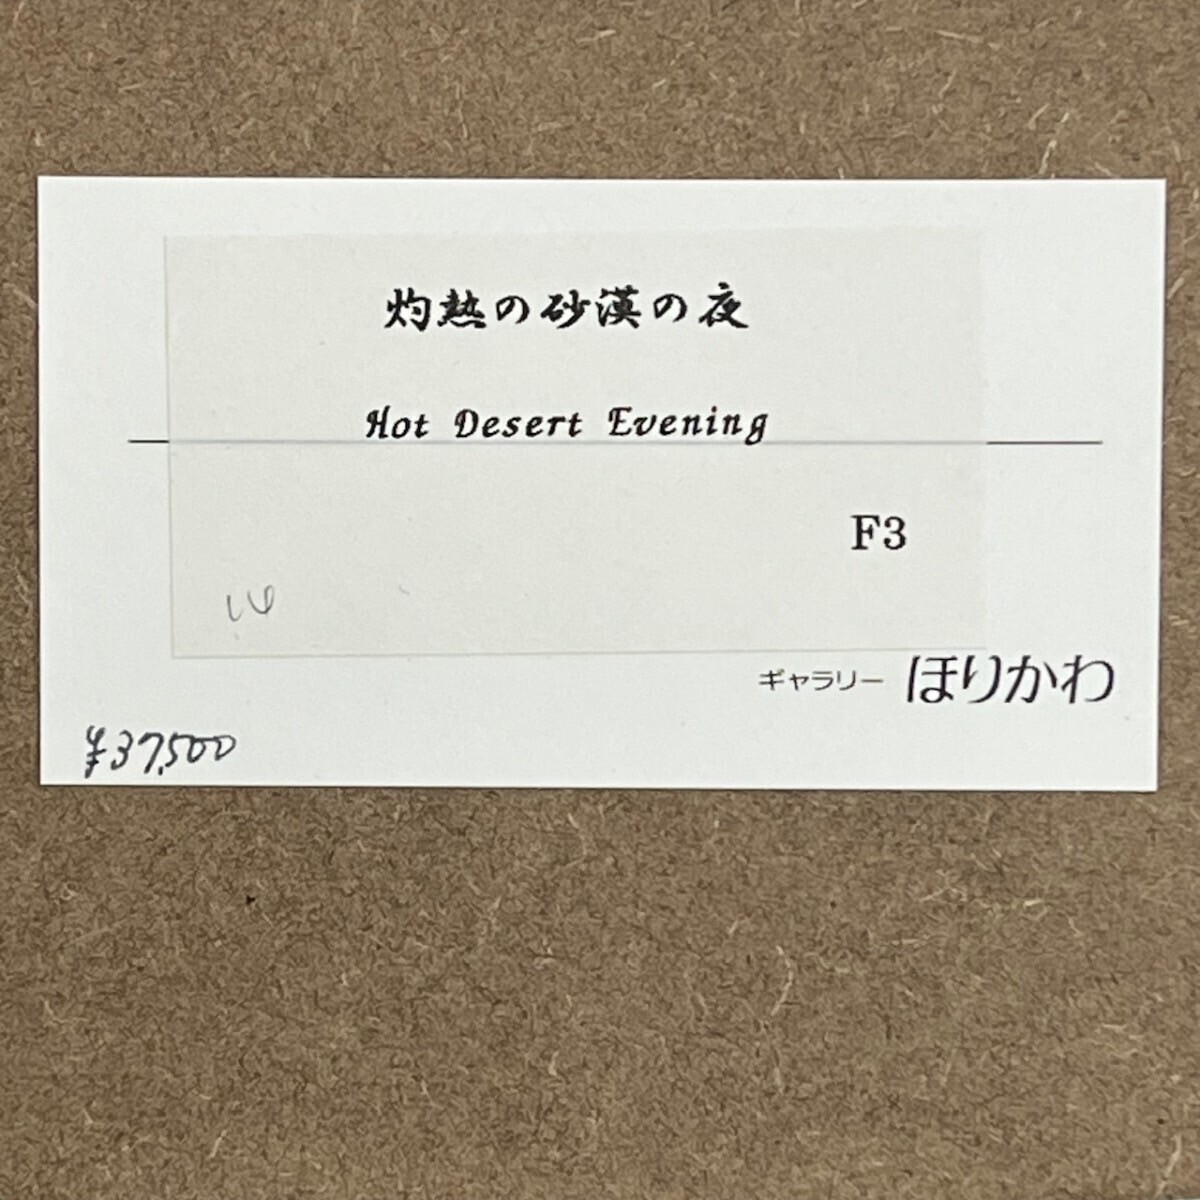 灼熱の砂漠の夜
Hot Desert Evening
F3
14
ギャラリー ほりかわ
¥37,500